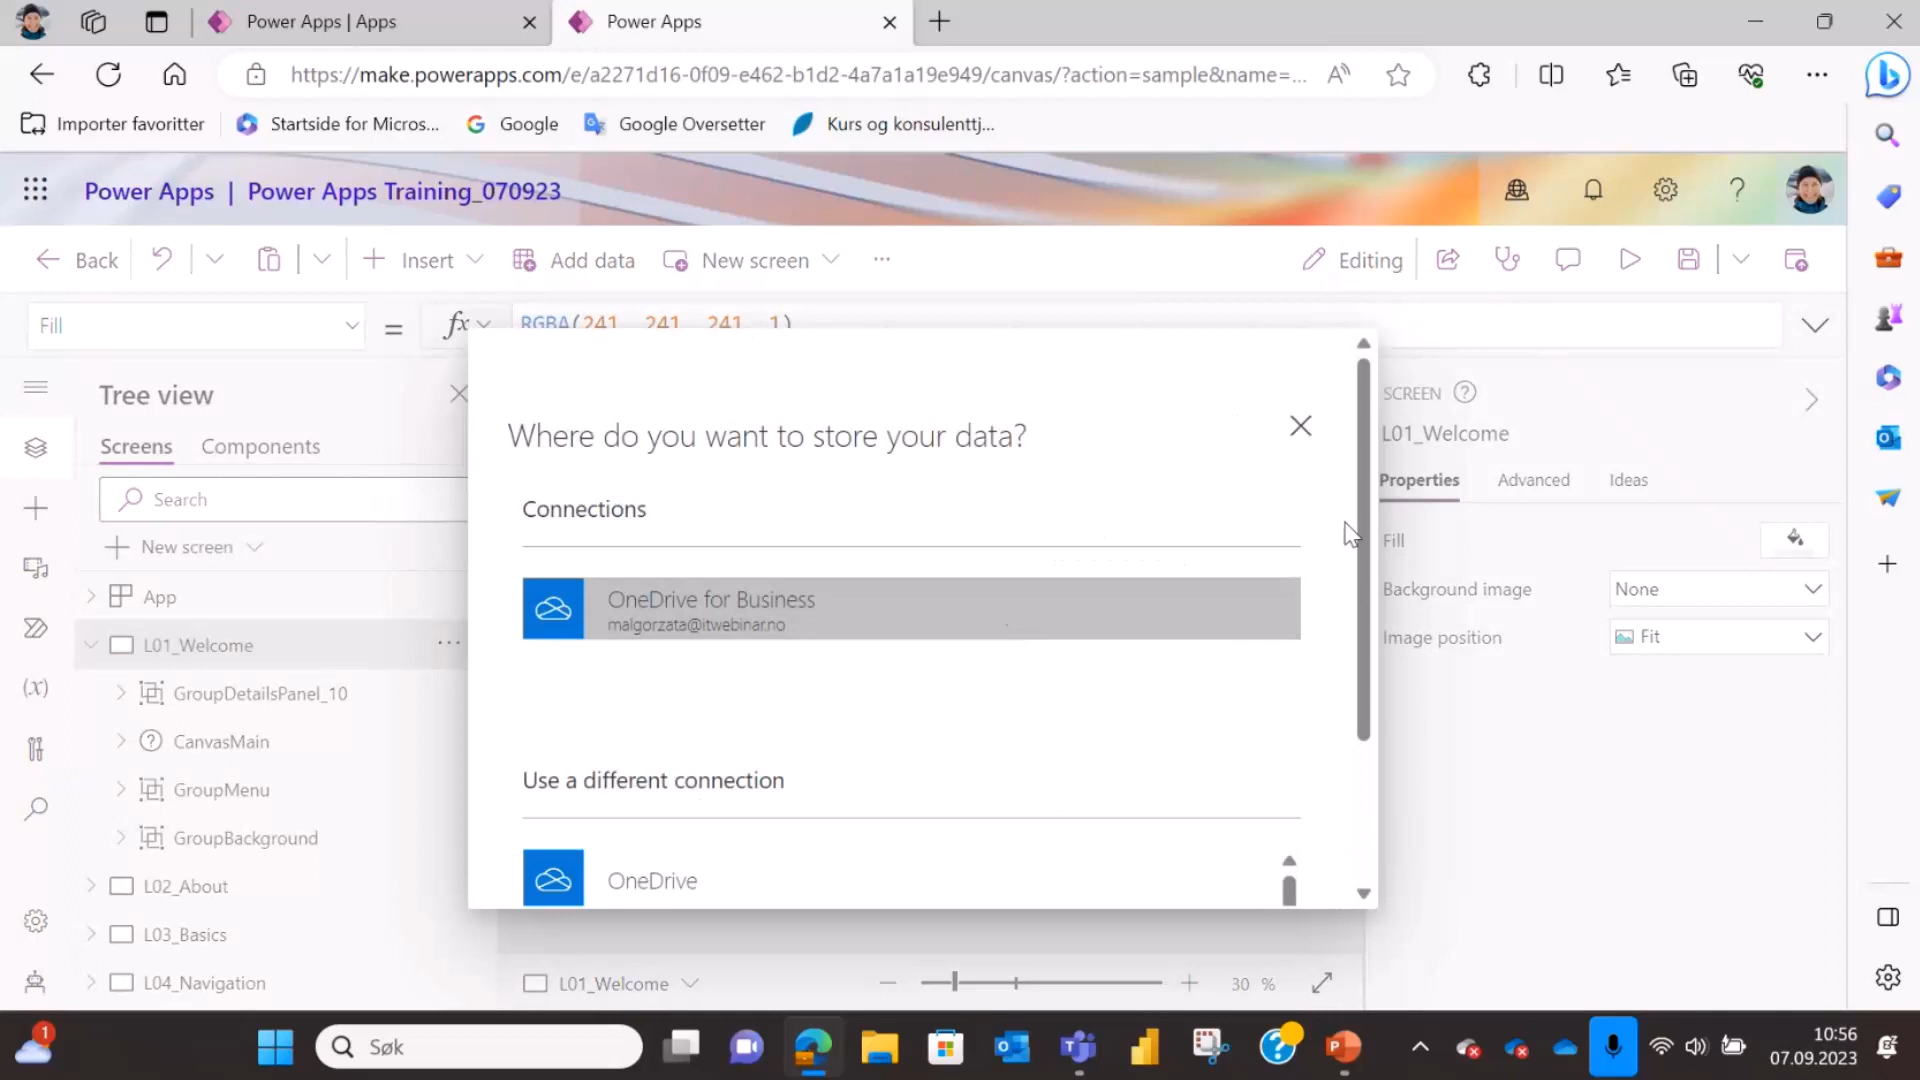 Power Apps | Apps
Power Apps
https://make.powerapps.com/e/a2271d16-0f09-e462-b1d2-4a7a1a19e949/canvas/?action=sample&name=...
Importer favoritter
Startside for Micros...
Google
Google Oversetter
Kurs og konsulenttj...
Power Apps | Power Apps Training_070923
Back
Insert
Add data
New screen
Editing
Fill
=
fx
RGBA(241, 241, 241, 1)
Tree view
Screens
Components
Search
New screen
App
L01_Welcome
GroupDetailsPanel_10
CanvasMain
GroupMenu
GroupBackground
L02_About
L03_Basics
L04_Navigation
Where do you want to store your data?
Connections
OneDrive for Business
malgorzata@itwebinar.no
Use a different connection
OneDrive
L01_Welcome
30 %
SCREEN
L01_Welcome
Properties
Advanced
Ideas
Fill
Background image
None
Image position
Fit
1
Søk
10:56
07.09.2023